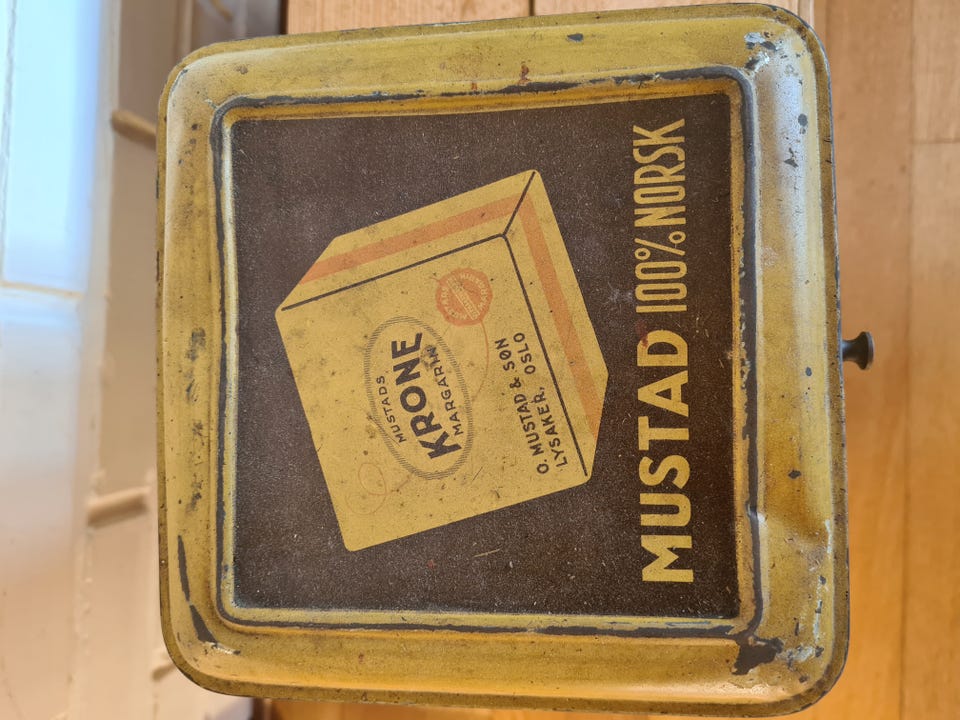 MUSTADS
KRONE
MARGARIN
O. MUSTAD & SØN
LYSAKER, OSLO
MUSTAD 100% NORSK